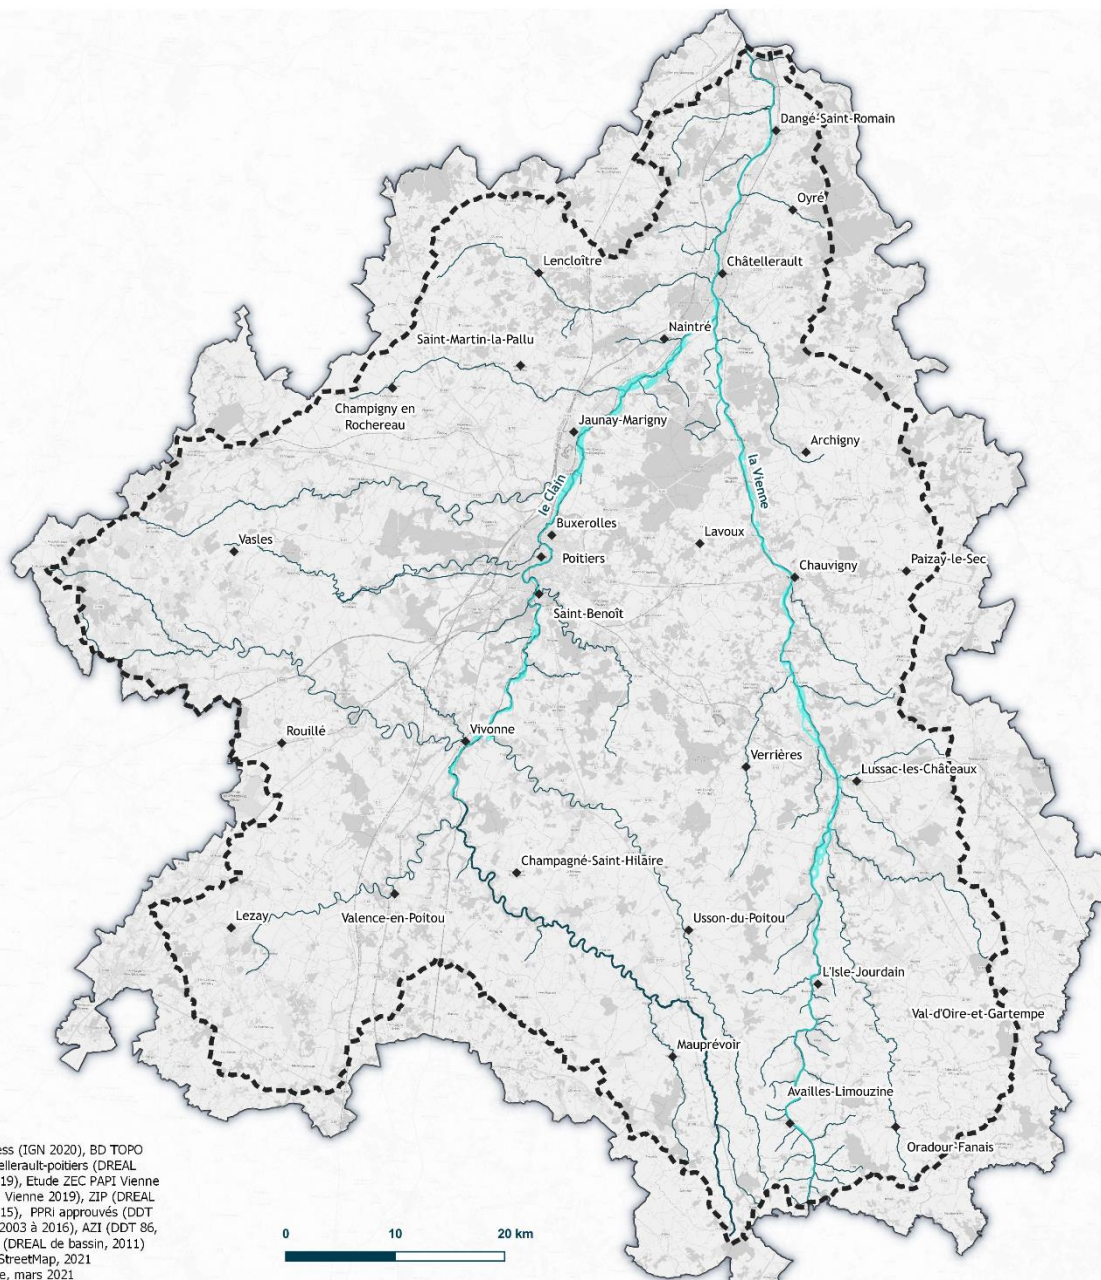 Dangé-Saint-Romain
Oyré
Lencloître
Châtellerault
Naintré
Saint-Martin-la-Pallu
Champigny en
Rochereau
Jaunay-Marigny
Archigny
le Clain
la Vienne
Buxerolles
Vasles
Lavoux
Poitiers
Paizay-le-Sec
Chauvigny
Saint-Benoît
Rouillé
Vivonne
Verrières
Lussac-les-Châteaux
Champagné-Saint-Hilaire
Lezay
Valence-en-Poitou
Usson-du-Poitou
L'Isle-Jourdain
Val-d'Oire-et-Gartempe
Mauprévoir
Availles-Limouzine
Oradour-Fanais
ess (IGN 2020), BD TOPO
ellerault-poitiers (DREAL
19), Etude ZEC PAPI Vienne
Vienne 2019), ZIP (DREAL
15), PPRi approuvés (DDT
2003 à 2016), AZI (DDT 86,
(DREAL de bassin, 2011)
StreetMap, 2021
e, mars 2021
0 10 20 km